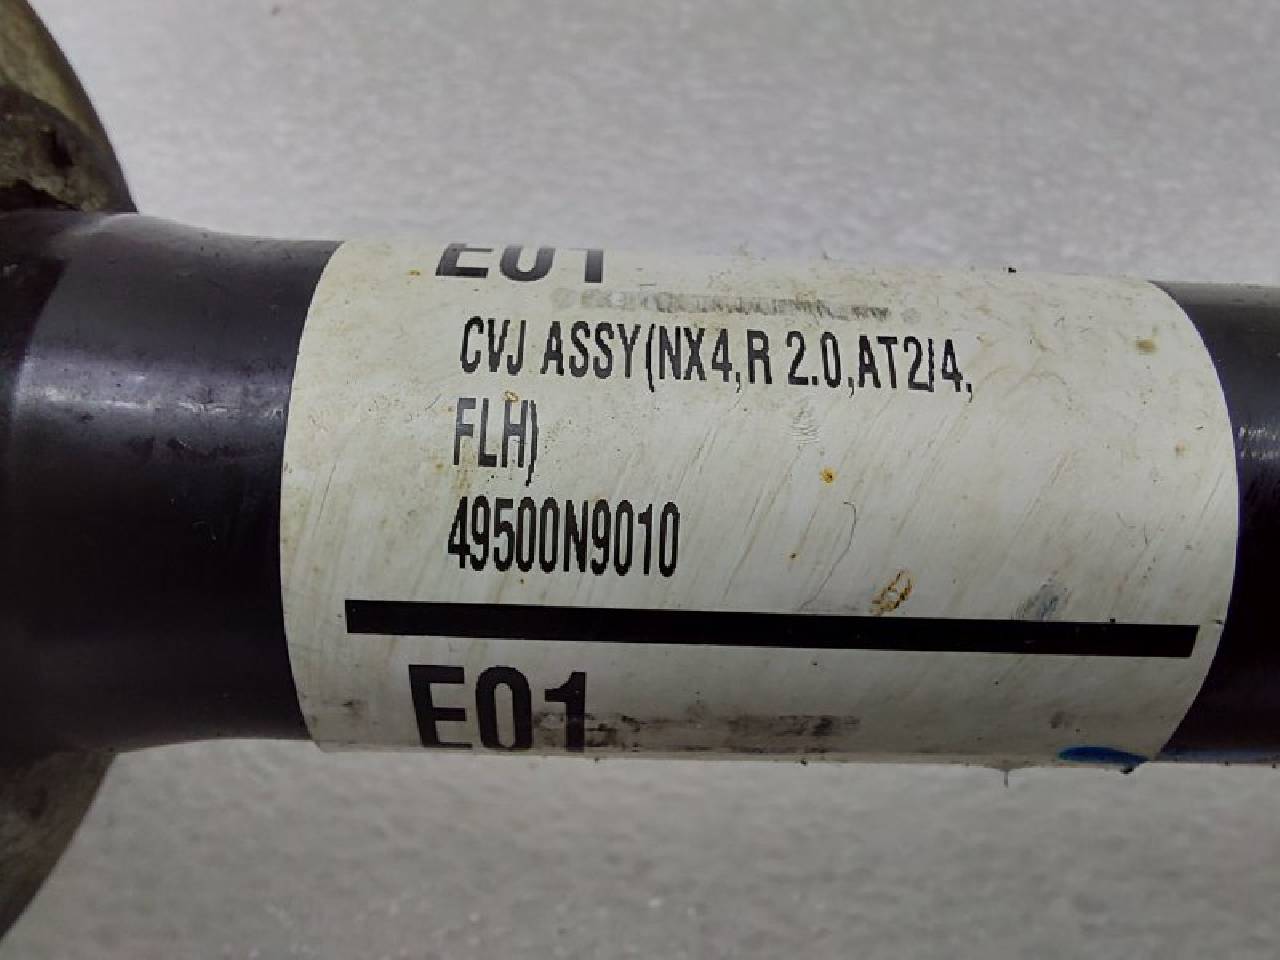 E01
CVJ ASSY(NX4,R 2.0,AT2/4,
FLH)
49500N9010
E01